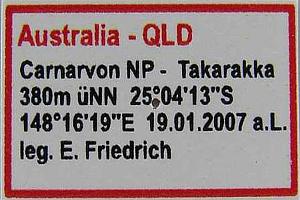 Australia - QLD
Carnarvon NP - Takarakka
380m üNN 25°04'13"S
148°16'19"E 19.01.2007 a.L.
leg. E. Friedrich